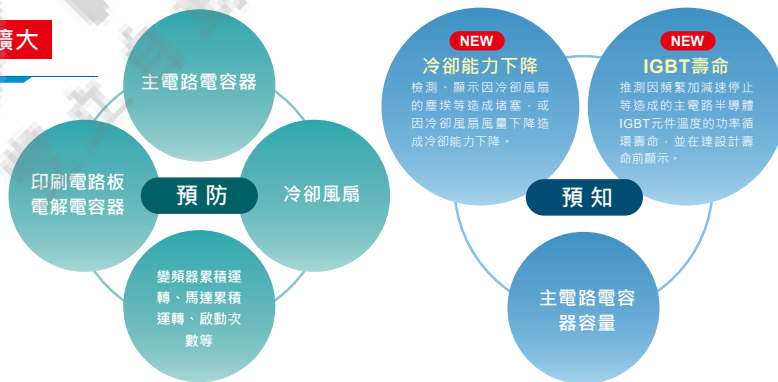 擴大
主電路電容器
印刷電路板
電解電容器
預防
冷卻風扇
變頻器累積運
轉、馬達累積
運轉、啟動次
數等
NEW
冷卻能力下降
檢測、顯示因冷卻風扇
的塵埃等造成堵塞，或
因冷卻風扇風量下降造
成冷卻能力下降。
NEW
IGBT壽命
推測因頻繁加減速停止
等造成的主電路半導體
IGBT元件溫度的功率循
環壽命，並在達設計壽
命前顯示。
預知
主電路電容
器容量